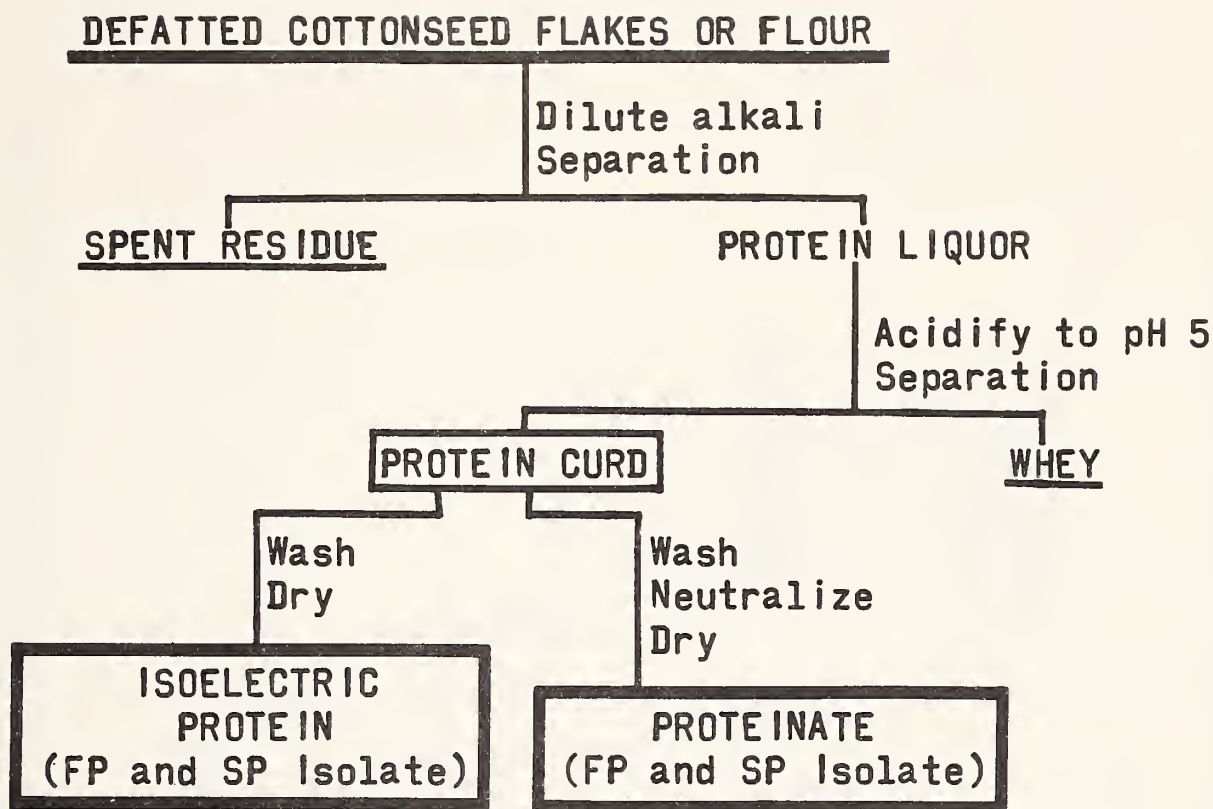 DEFATTED COTTONSEED FLAKES OR FLOUR
Dilute alkali
Separation
SPENT RESIDUE
PROTEIN LIQUOR
Acidify to pH 5
Separation
PROTEIN CURD
WHEY
Wash
Dry
Wash
Neutralize
Dry
ISOELECTRIC
PROTEIN
(FP and SP Isolate)
PROTEINATE
(FP and SP Isolate)